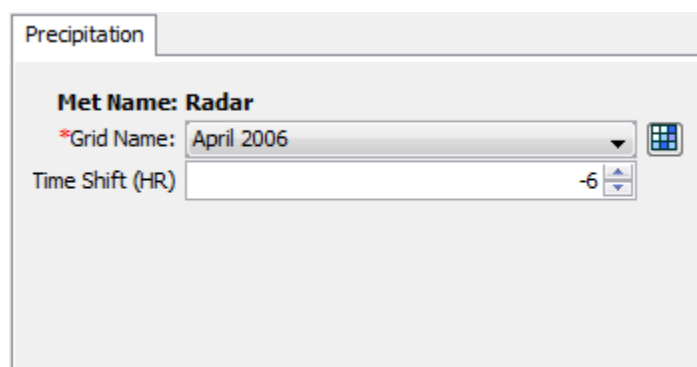 Precipitation
Met Name: Radar
*Grid Name: April 2006
Time Shift (HR) -6